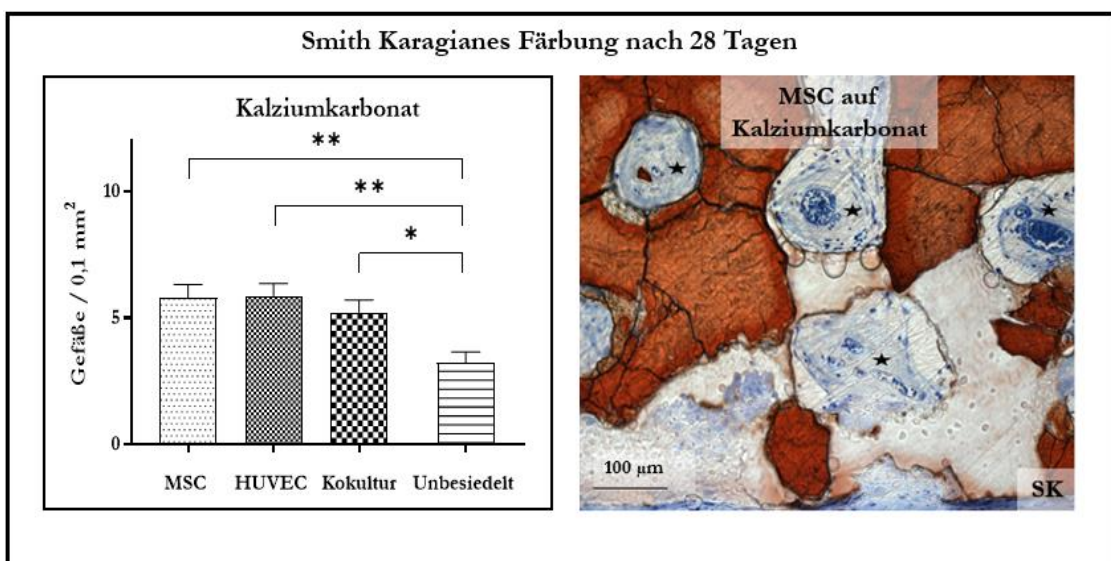 Smith Karagianes Färbung nach 28 Tagen
Kalziumkarbonat
**
**
*
Gefäße / 0,1 mm²
10
5
0
MSC
HUVEC
Kokultur
Unbesiedelt
MSC auf
Kalziumkarbonat
100 µm
SK